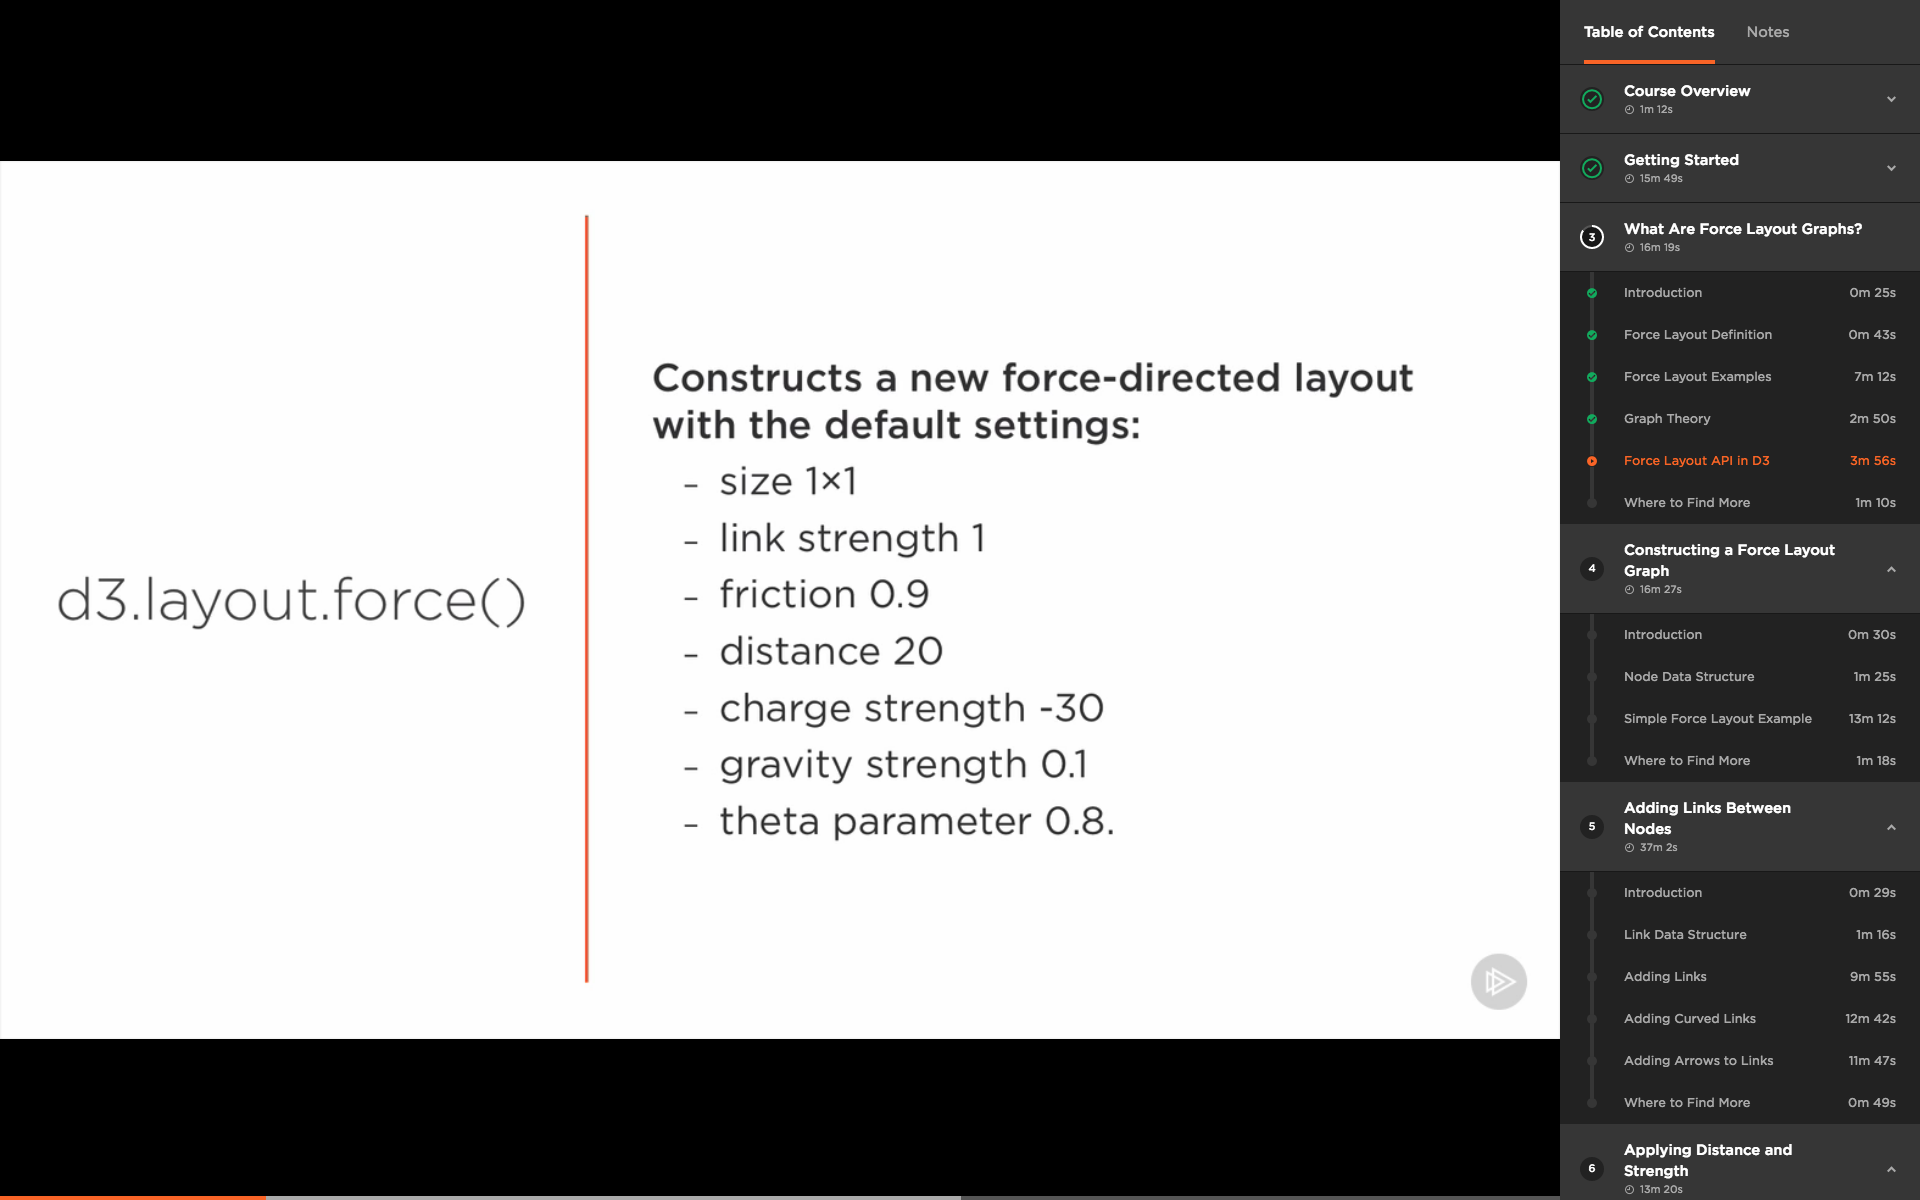 d3.layout.force()
Constructs a new force-directed layout
with the default settings:
– size 1×1
– link strength 1
– friction 0.9
– distance 20
– charge strength -30
– gravity strength 0.1
– theta parameter 0.8.
Table of Contents Notes
Course Overview
1m 12s
Getting Started
15m 49s
3 What Are Force Layout Graphs?
16m 19s
Introduction 0m 25s
Force Layout Definition 0m 43s
Force Layout Examples 7m 12s
Graph Theory 2m 50s
Force Layout API in D3 3m 56s
Where to Find More 1m 10s
Constructing a Force Layout
4 Graph
16m 27s
Introduction 0m 30s
Node Data Structure 1m 25s
Simple Force Layout Example 13m 12s
Where to Find More 1m 18s
Adding Links Between
5 Nodes
37m 2s
Introduction 0m 29s
Link Data Structure 1m 16s
Adding Links 9m 55s
Adding Curved Links 12m 42s
Adding Arrows to Links 11m 47s
Where to Find More 0m 49s
Applying Distance and
6 Strength
13m 20s